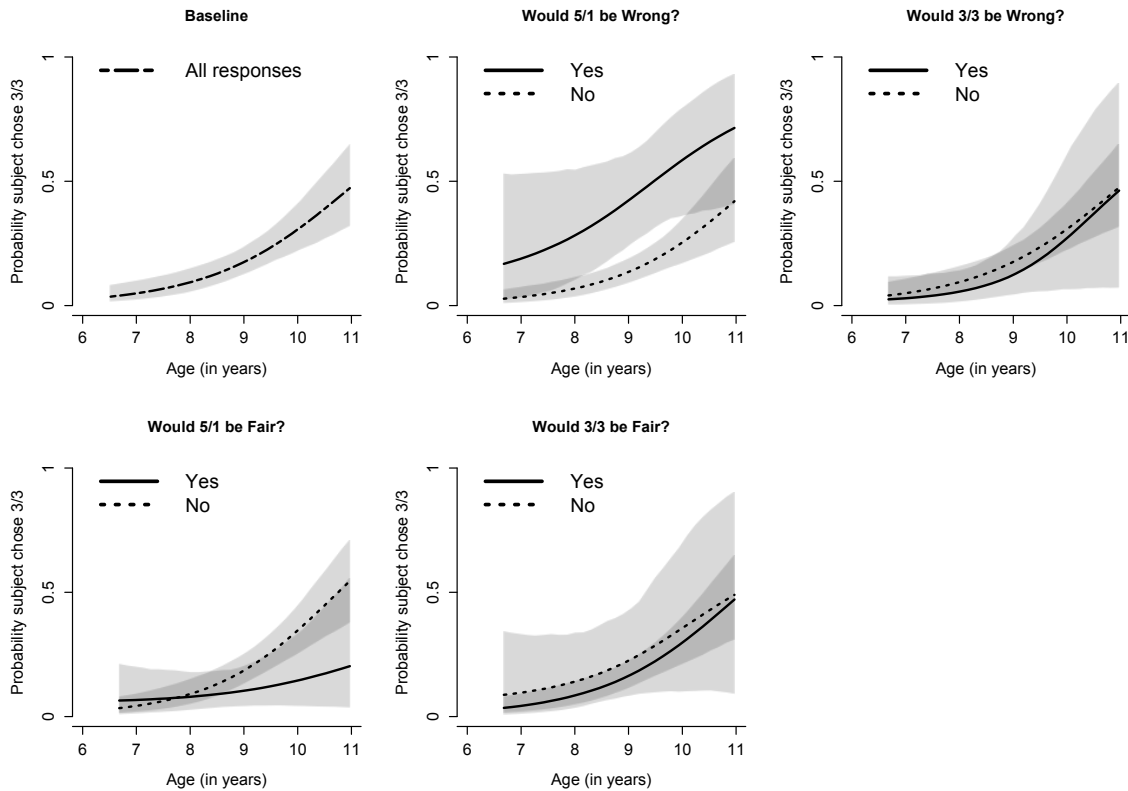 Baseline
Would 5/1 be Wrong?
Would 3/3 be Wrong?
Probability subject chose 3/3
0 0.5 1
All responses
6 7 8 9 10 11
Age (in years)
Probability subject chose 3/3
0 0.5 1
Yes
No
6 7 8 9 10 11
Age (in years)
Probability subject chose 3/3
0 0.5 1
Yes
No
6 7 8 9 10 11
Age (in years)
Would 5/1 be Fair?
Would 3/3 be Fair?
Probability subject chose 3/3
0 0.5 1
Yes
No
6 7 8 9 10 11
Age (in years)
Probability subject chose 3/3
0 0.5 1
Yes
No
6 7 8 9 10 11
Age (in years)